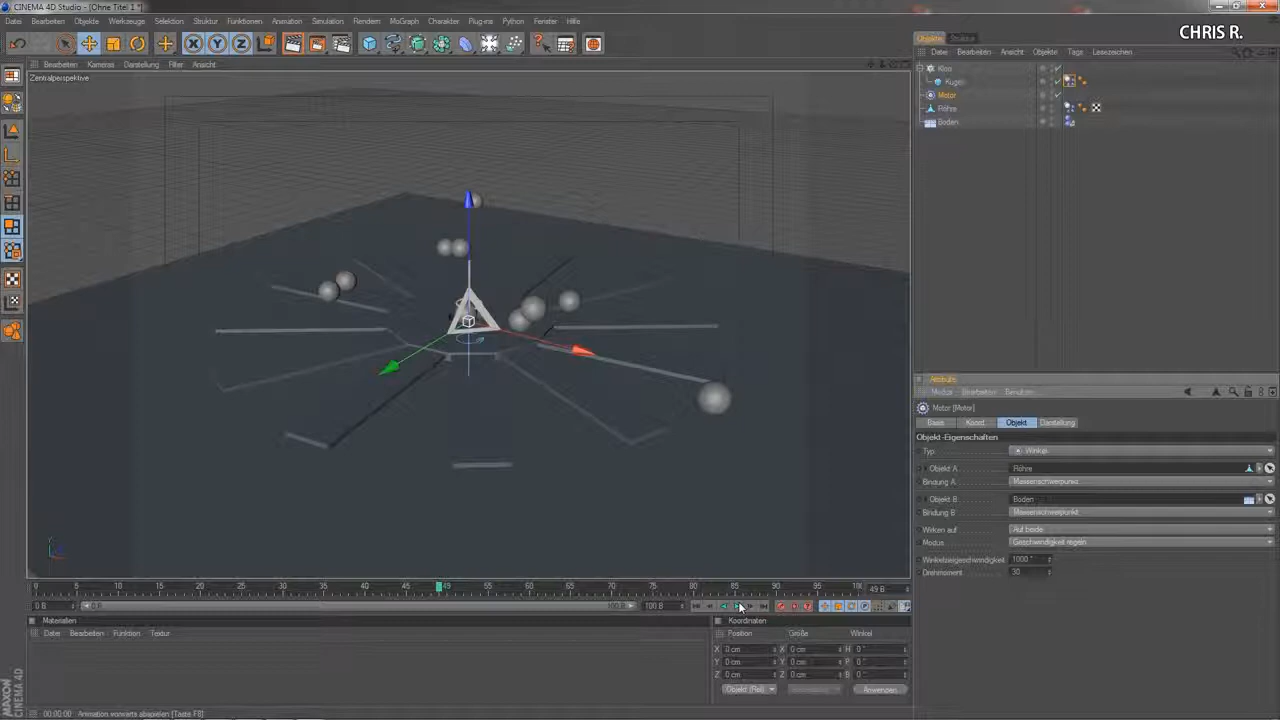 CINEMA 4D Studio - [Ohne Titel 1 *]
Datei Bearbeiten Objekte Werkzeuge Selektion Struktur Funktionen Animation Simulation Rendern MoGraph Charakter Plug-ins Python Fenster Hilfe
CHRIS R.
Objekte Struktur
Datei Bearbeiten Ansicht Objekte Tags Lesezeichen
Bearbeiten Kameras Darstellung Filter Ansicht
Zentralperspektive
Klon
Kugel
Motor
Röhre
Boden
Attribute
Modus Bearbeiten Benutzer
Motor [Motor]
Basis Koord. Objekt Darstellung
Objekt-Eigenschaften
Typ Winkel
Objekt A Röhre
Bindung A Massenschwerpunkt
Objekt B Boden
Bindung B Massenschwerpunkt
Wirken auf Auf beide
Modus Geschwindigkeit regeln
Winkelzielgeschwindigkeit 1000 °
Drehmoment 30
0 5 10 15 20 25 30 35 40 49 55 60 65 70 75 80 85 90 95 100 49 B
0 B 0 B 100 B 100 B
Materialien
Datei Bearbeiten Funktion Textur
Koordinaten
Position Größe Winkel
X 0 cm X 0 cm H 0 °
Y 0 cm Y 0 cm P 0 °
Z 0 cm Z 0 cm B 0 °
Objekt (Rel) Anwenden
MAXON CINEMA 4D
00:00:00 Animation vorwärts abspielen [Taste F8]